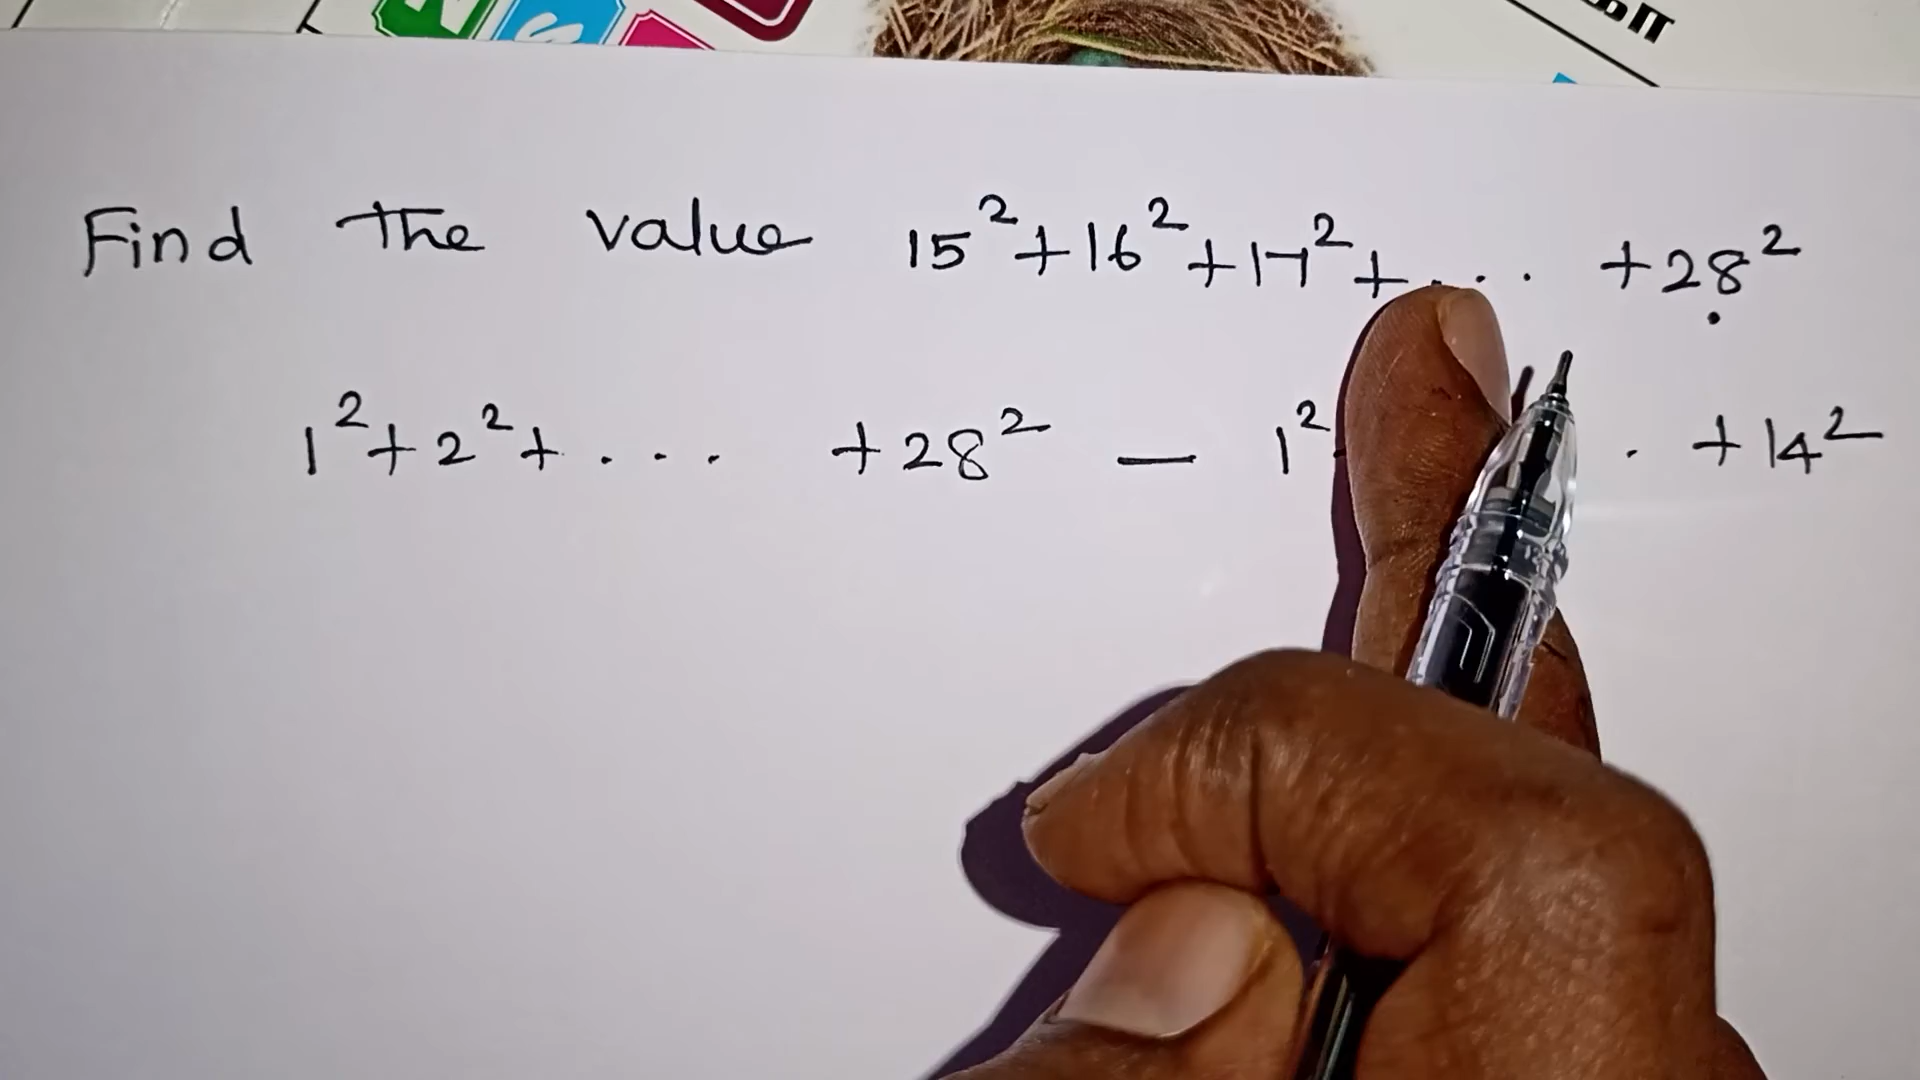 Find the value 15² + 16² + 17² + ... + 28²
1² + 2² + ... + 28² — 1² . + 14²